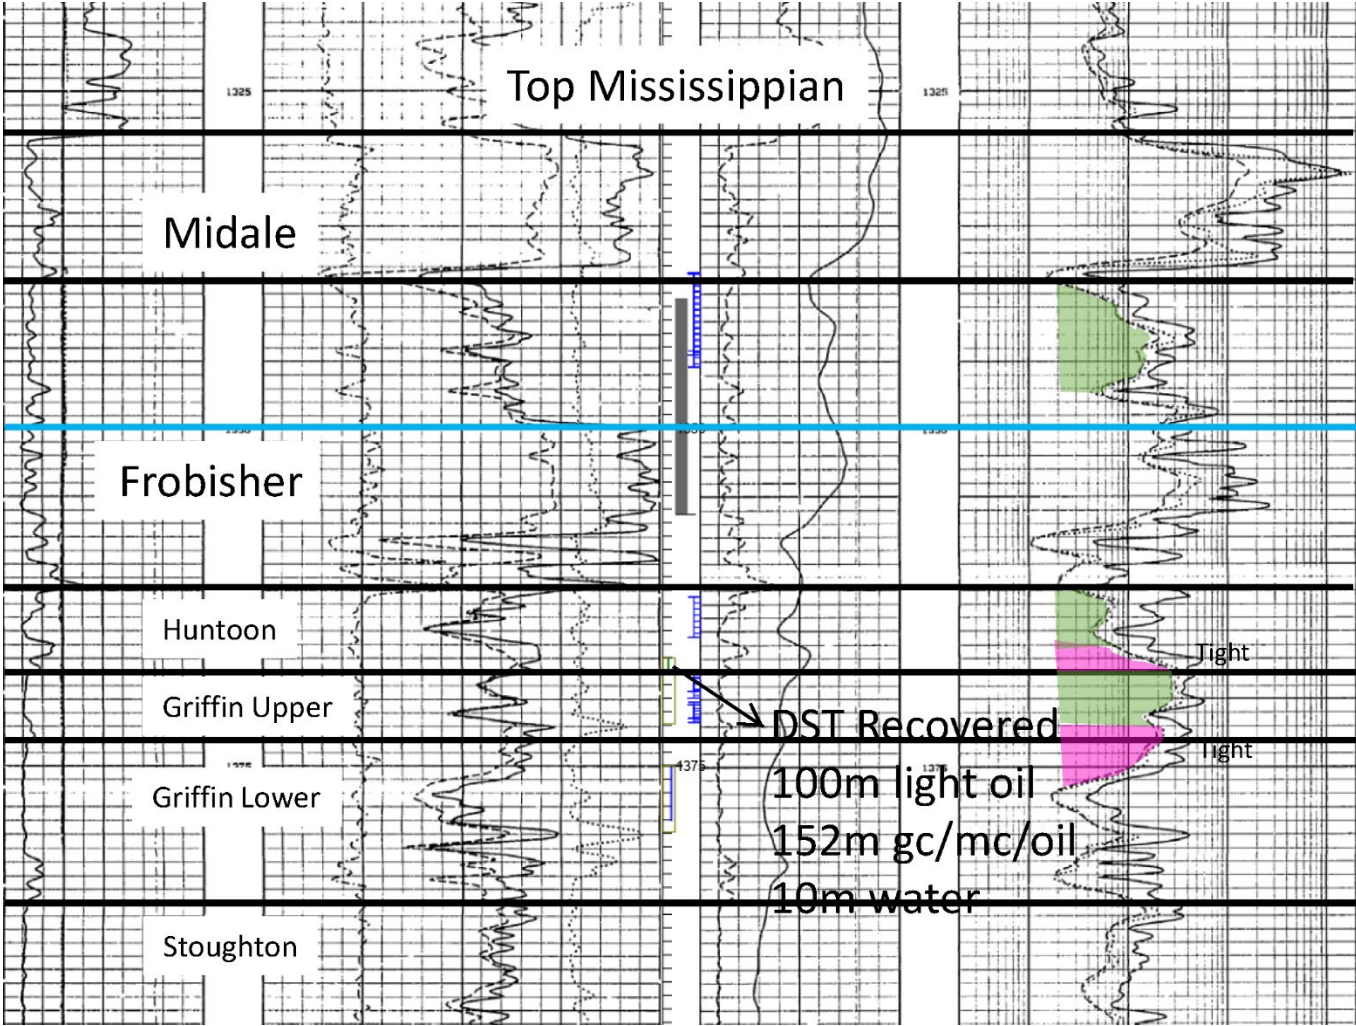 Top Mississippian
1325
1325
Midale
Frobisher
Huntoon
Tight
Griffin Upper
DST Recovered
Tight
1375
Griffin Lower
100m light oil
152m gc/mc/oil
10m water
Stoughton